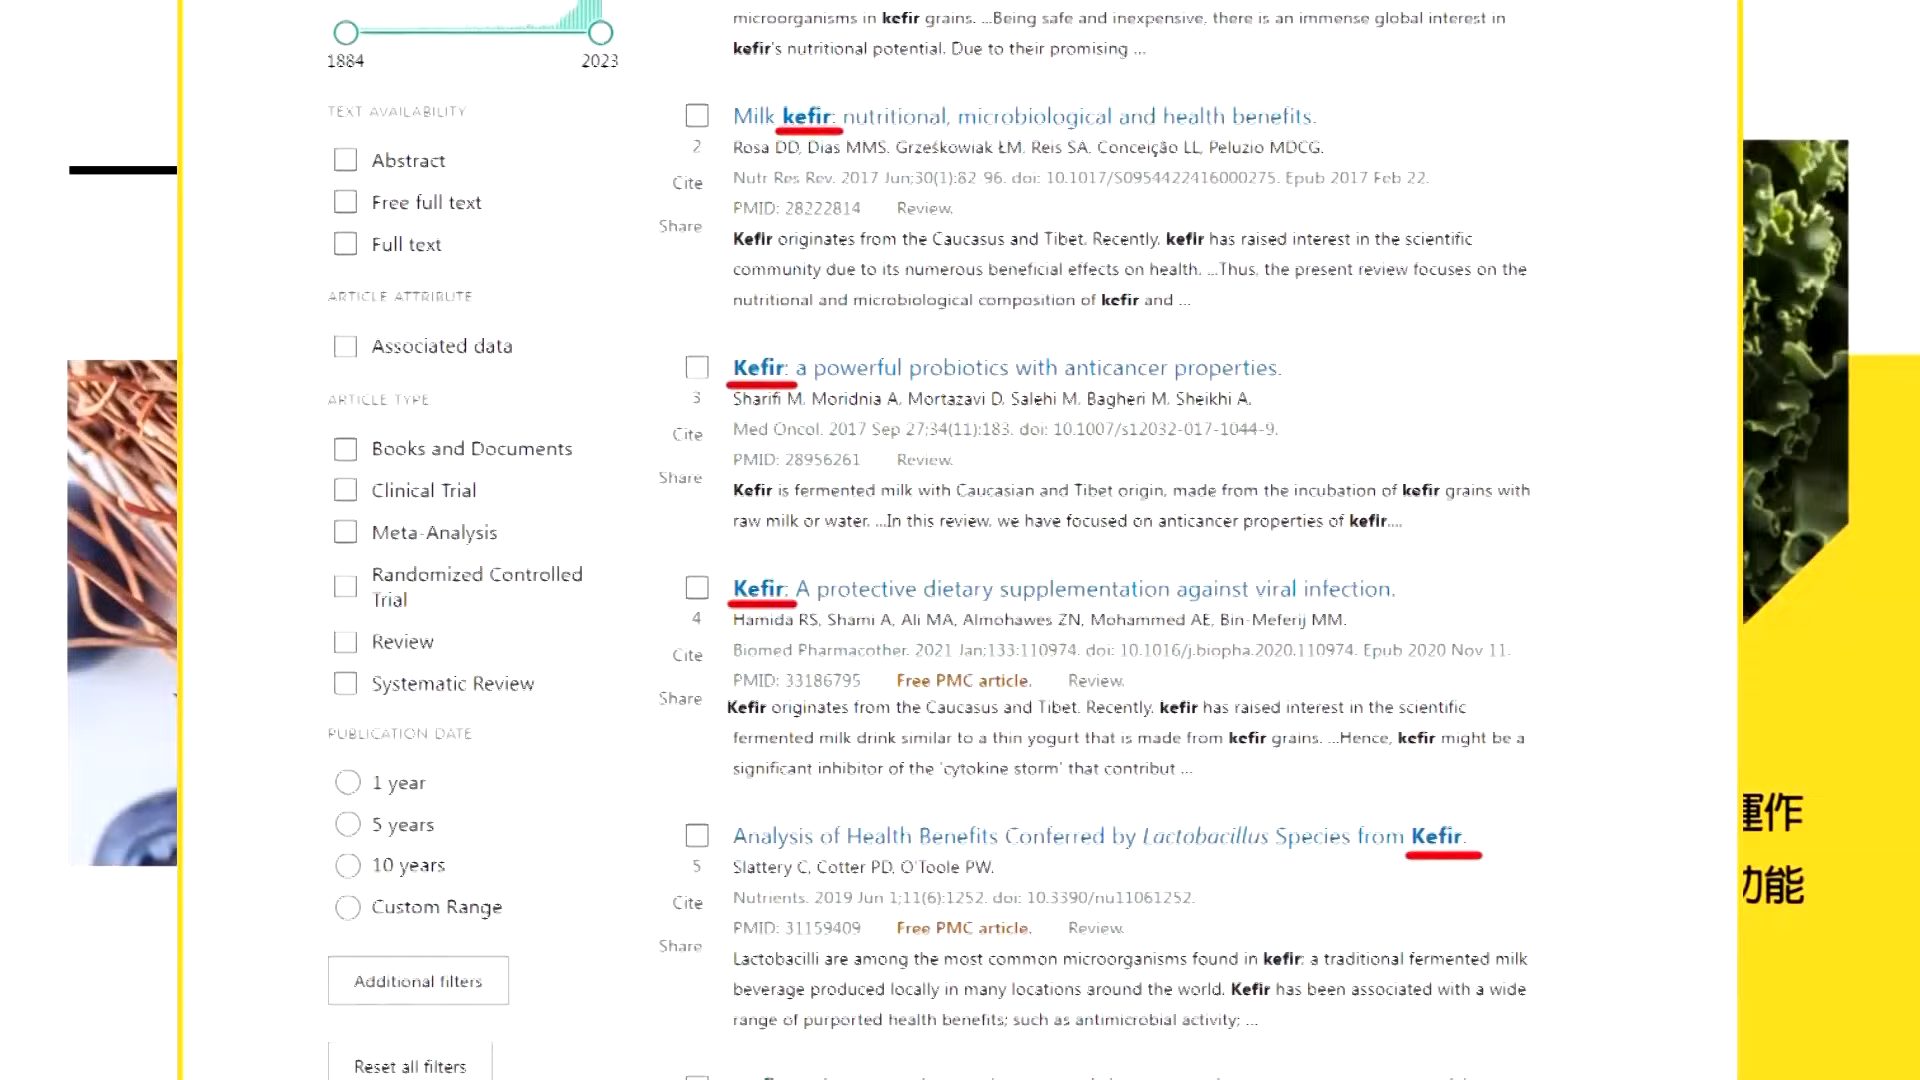 1884
2023
TEXT AVAILABILITY
Abstract
Free full text
Full text
ARTICLE ATTRIBUTE
Associated data
ARTICLE TYPE
Books and Documents
Clinical Trial
Meta-Analysis
Randomized Controlled
Trial
Review
Systematic Review
PUBLICATION DATE
1 year
5 years
10 years
Custom Range
Additional filters
Reset all filters
microorganisms in kefir grains. ...Being safe and inexpensive, there is an immense global interest in
kefir's nutritional potential. Due to their promising ...
Milk kefir: nutritional, microbiological and health benefits.
2
Rosa DD, Dias MMS, Grześkowiak ŁM, Reis SA, Conceição LL, Peluzio MDCG.
Cite
Nutr Res Rev. 2017 Jun;30(1):82-96. doi: 10.1017/S0954422416000275. Epub 2017 Feb 22.
PMID: 28222814 Review.
Share
Kefir originates from the Caucasus and Tibet. Recently, kefir has raised interest in the scientific
community due to its numerous beneficial effects on health. ...Thus, the present review focuses on the
nutritional and microbiological composition of kefir and ...
Kefir: a powerful probiotics with anticancer properties.
3
Sharifi M, Moridnia A, Mortazavi D, Salehi M, Bagheri M, Sheikhi A.
Cite
Med Oncol. 2017 Sep 27;34(11):183. doi: 10.1007/s12032-017-1044-9.
PMID: 28956261 Review.
Share
Kefir is fermented milk with Caucasian and Tibet origin, made from the incubation of kefir grains with
raw milk or water. ...In this review, we have focused on anticancer properties of kefir....
Kefir: A protective dietary supplementation against viral infection.
4
Hamida RS, Shami A, Ali MA, Almohawes ZN, Mohammed AE, Bin-Meferij MM.
Cite
Biomed Pharmacother. 2021 Jan;133:110974. doi: 10.1016/j.biopha.2020.110974. Epub 2020 Nov 11.
PMID: 33186795 Free PMC article. Review.
Share
Kefir originates from the Caucasus and Tibet. Recently, kefir has raised interest in the scientific
fermented milk drink similar to a thin yogurt that is made from kefir grains. ...Hence, kefir might be a
significant inhibitor of the 'cytokine storm' that contribut ...
Analysis of Health Benefits Conferred by Lactobacillus Species from Kefir.
5
Slattery C, Cotter PD, O'Toole PW.
Cite
Nutrients. 2019 Jun 1;11(6):1252. doi: 10.3390/nu11061252.
PMID: 31159409 Free PMC article. Review.
Share
Lactobacilli are among the most common microorganisms found in kefir; a traditional fermented milk
beverage produced locally in many locations around the world. Kefir has been associated with a wide
range of purported health benefits; such as antimicrobial activity; ...
運作
功能